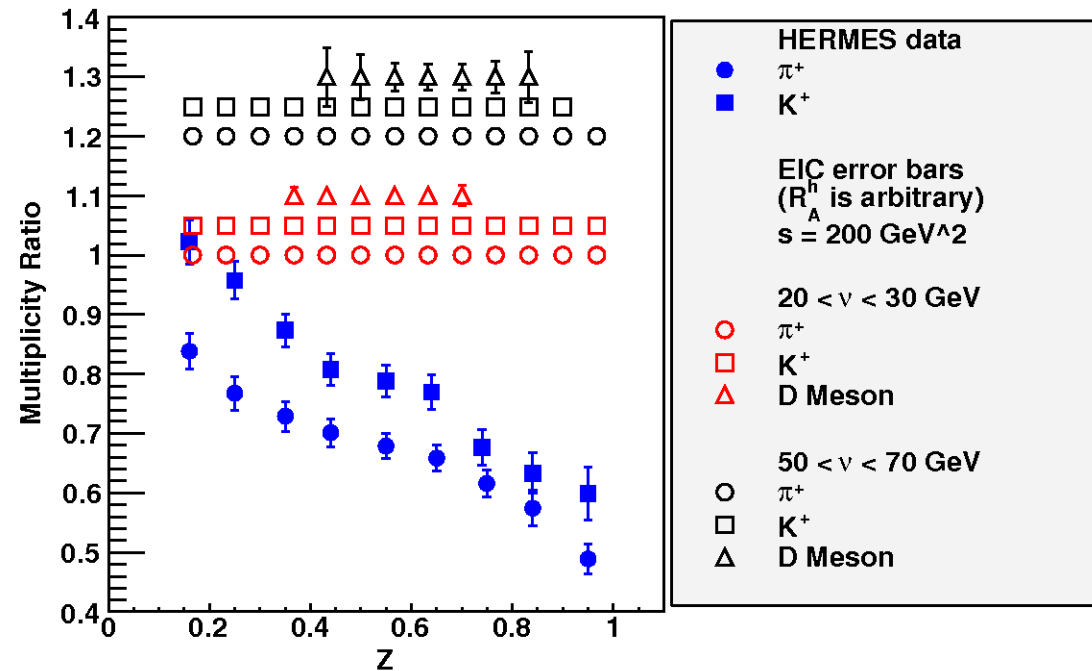 1.4
1.3
1.2
1.1
1
0.9
0.8
0.7
0.6
0.5
0.4
0
0.2
0.4
0.6
0.8
1
Multiplicity Ratio
Z
HERMES data
π⁺
K⁺
EIC error bars
(R_A^h is arbitrary)
s = 200 GeV^2
20 < ν < 30 GeV
π⁺
K⁺
D Meson
50 < ν < 70 GeV
π⁺
K⁺
D Meson